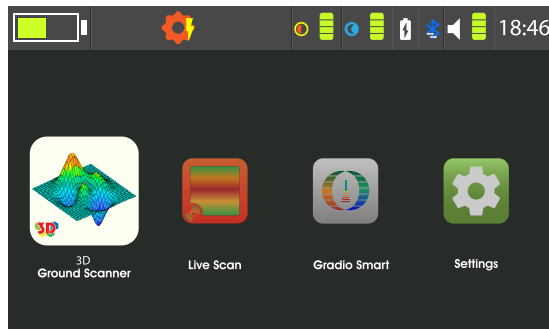 18:46
3D
3D
Ground Scanner
Live Scan
Gradio Smart
Settings